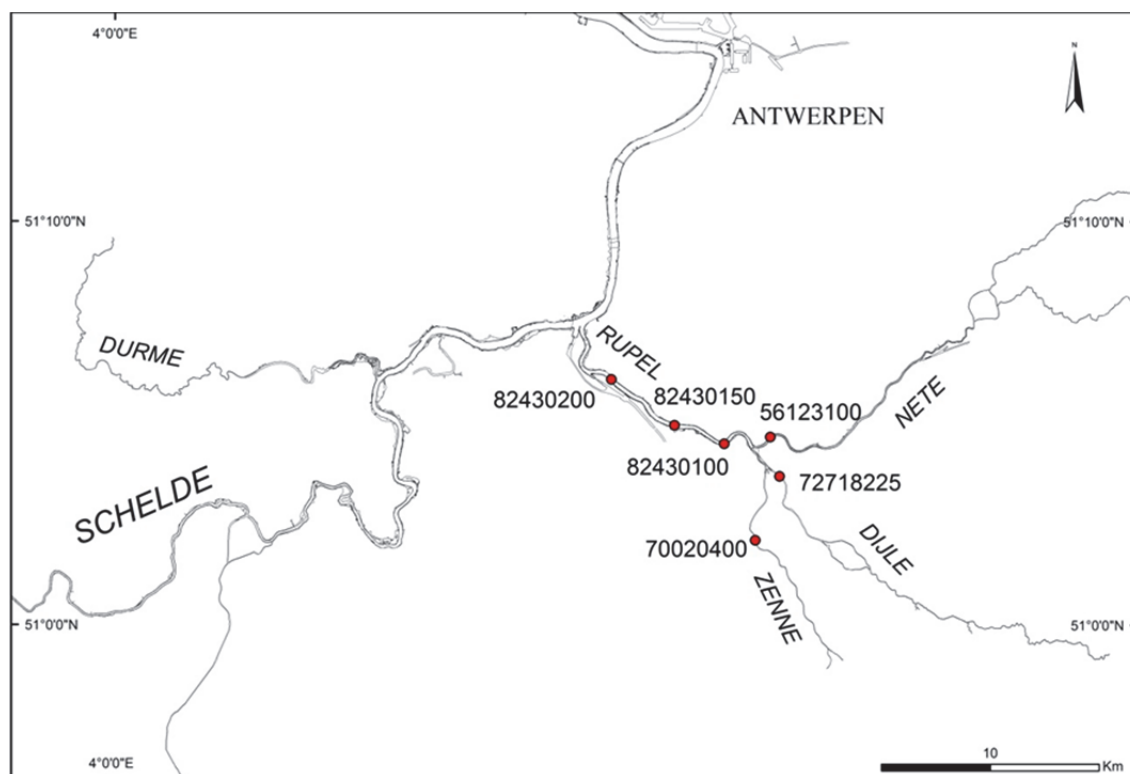 4°0'0"E
N
ANTWERPEN
51°10'0"N
51°10'0"N
DURME
RUPEL
82430200
82430150
56123100
NETE
82430100
72718225
SCHELDE
70020400
DIJLE
ZENNE
51°0'0"N
51°0'0"N
4°0'0"E
10
Km